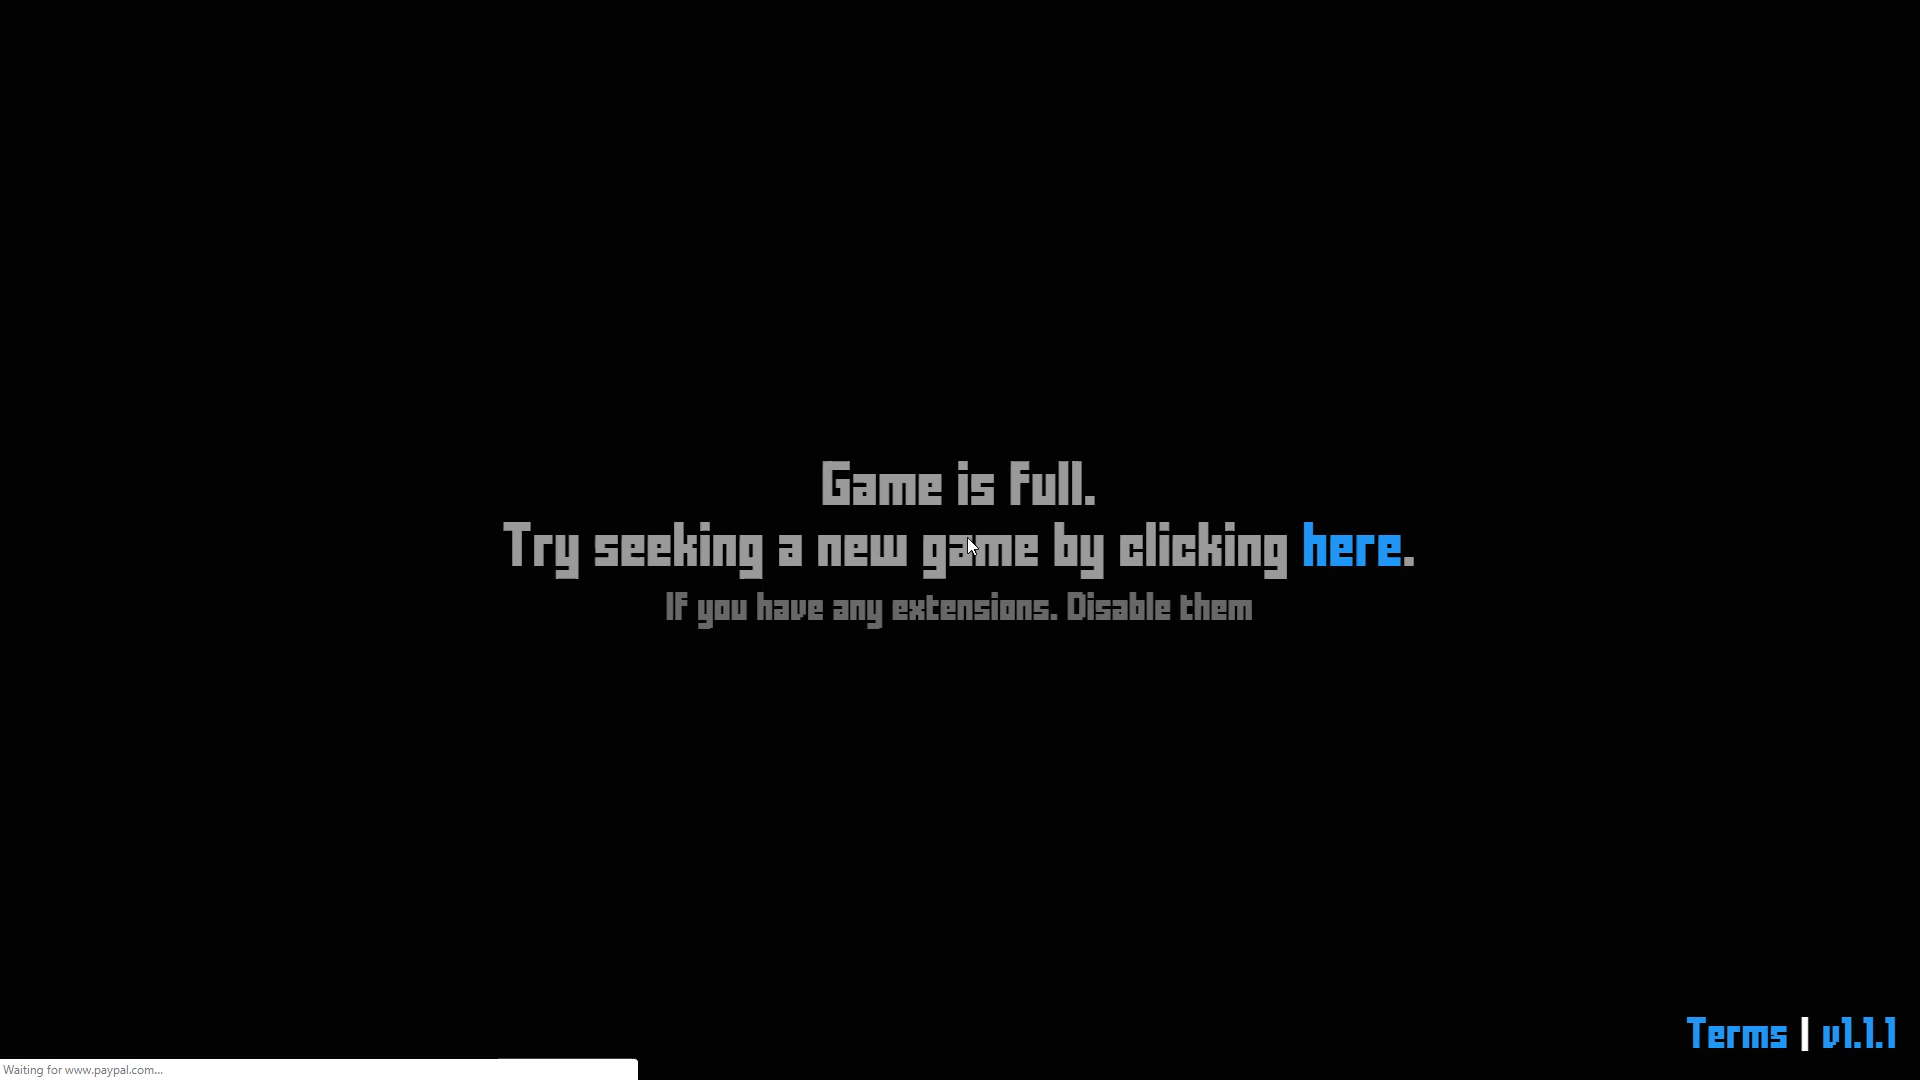 Game is full.
Try seeking a new game by clicking here.
If you have any extensions. Disable them
Terms | v1.1.1
Waiting for www.paypal.com...